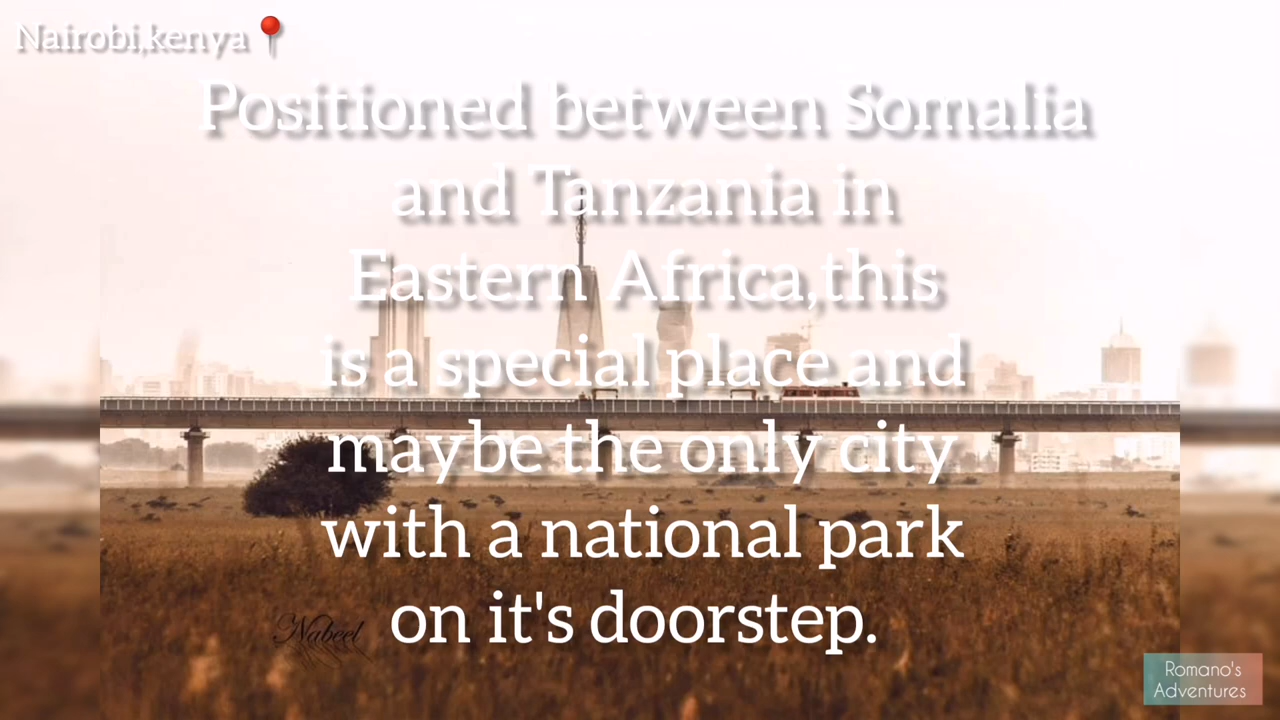 Nairobi,kenya📍
Positioned between Somalia
and Tanzania in
Eastern Africa,this
is a special place and
maybe the only city
with a national park
on it's doorstep.
Nabeel
Romano's
Adventures